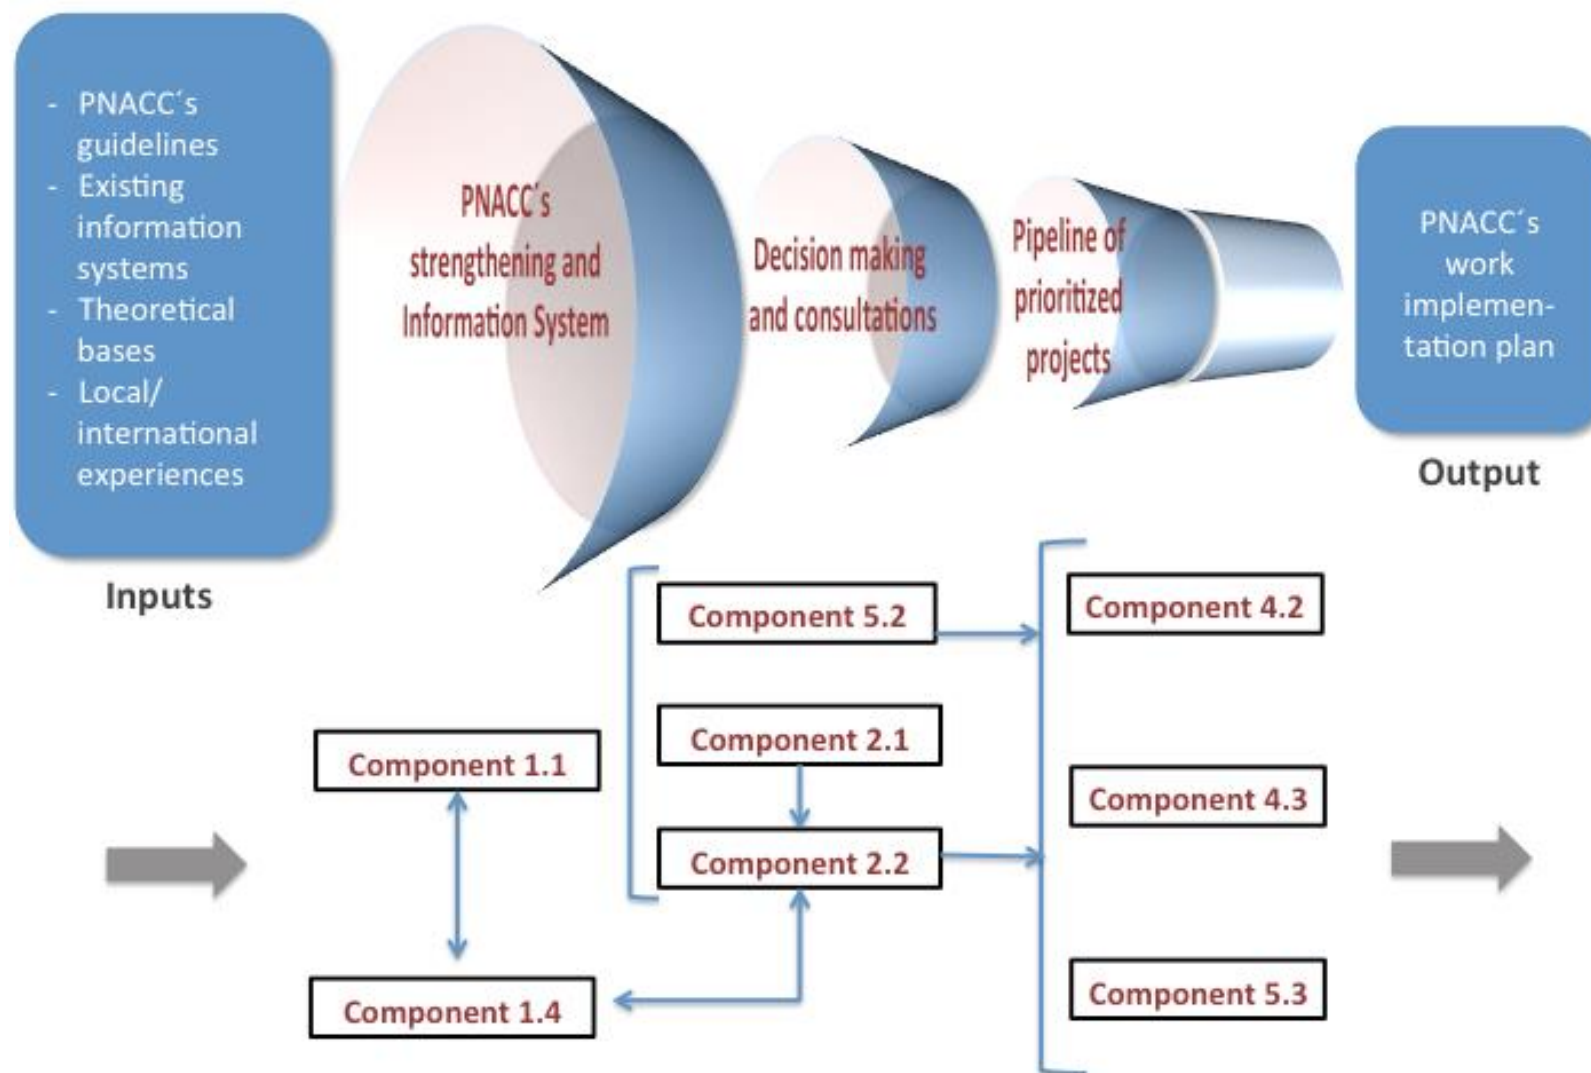 - PNACC´s
guidelines
- Existing
information
systems
- Theoretical
bases
- Local/
international
experiences
Inputs
PNACC´s
strengthening and
Information System
Decision making
and consultations
Pipeline of
prioritized
projects
PNACC´s
work
implemen-
tation plan
Output
Component 1.1
Component 1.4
Component 5.2
Component 2.1
Component 2.2
Component 4.2
Component 4.3
Component 5.3